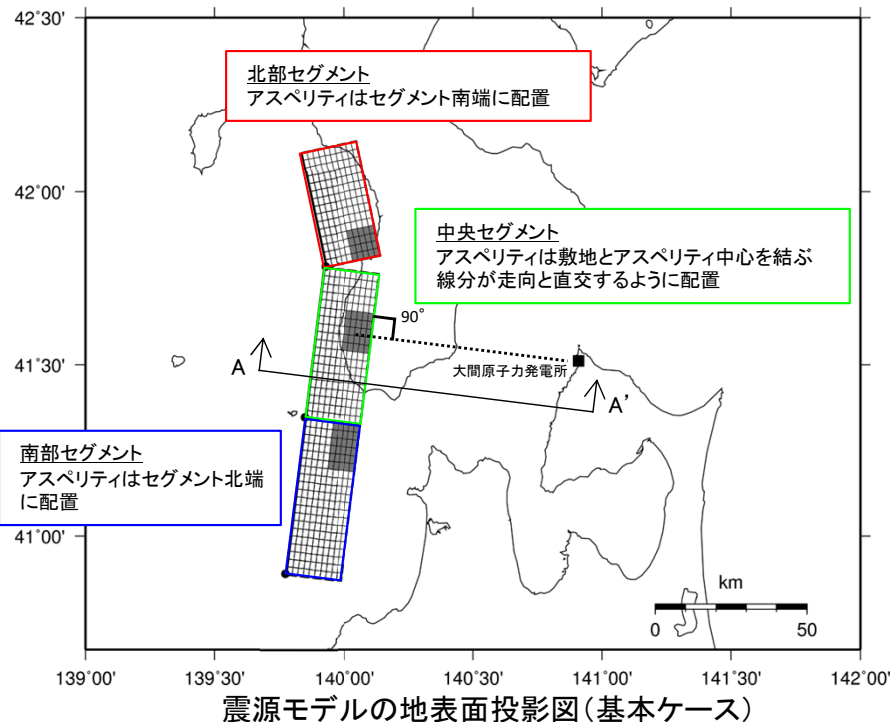 42˚30'
42˚00'
41˚30'
41˚00'
北部セグメント
アスペリティはセグメント南端に配置
中央セグメント
アスペリティは敷地とアスペリティ中心を結ぶ
線分が走向と直交するように配置
90˚
大間原子力発電所
A
A'
南部セグメント
アスペリティはセグメント北端
に配置
km
0 50
139˚00' 139˚30' 140˚00' 140˚30' 141˚00' 141˚30' 142˚00'
震源モデルの地表面投影図（基本ケース）